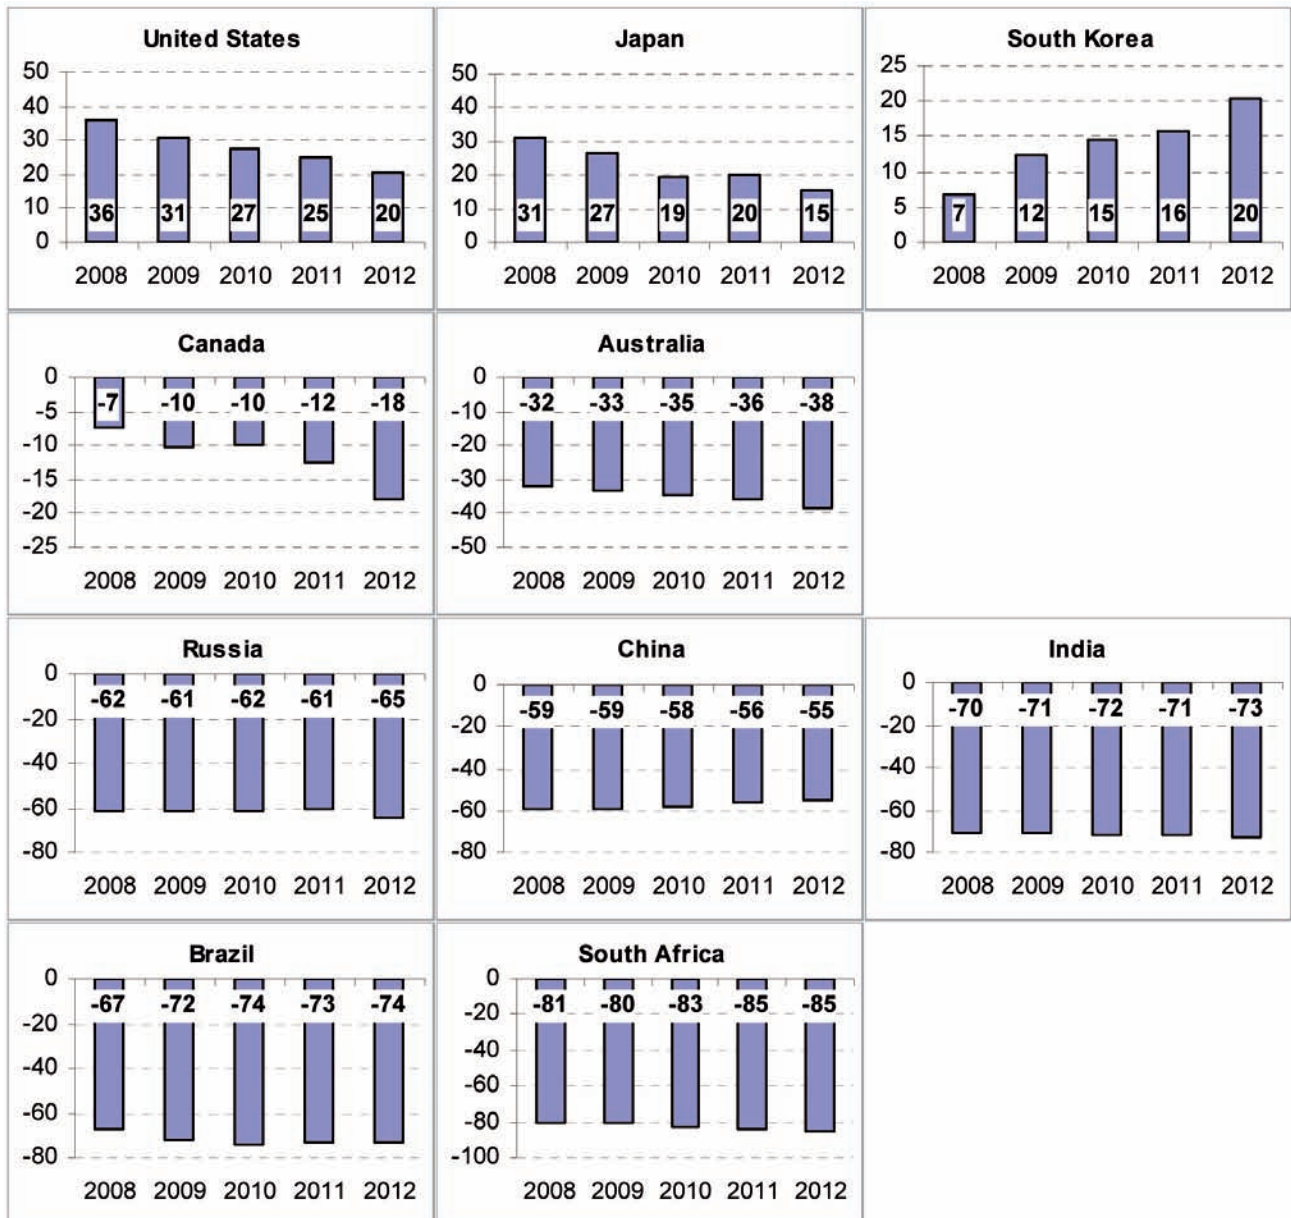 United States
50
40
30
20
10
0
36 31 27 25 20
2008 2009 2010 2011 2012
Japan
50
40
30
20
10
0
31 27 19 20 15
2008 2009 2010 2011 2012
South Korea
25
20
15
10
5
0
7 12 15 16 20
2008 2009 2010 2011 2012
Canada
0
-5
-10
-15
-20
-25
-7 -10 -10 -12 -18
2008 2009 2010 2011 2012
Australia
0
-10
-20
-30
-40
-50
-32 -33 -35 -36 -38
2008 2009 2010 2011 2012
Russia
0
-20
-40
-60
-80
-62 -61 -62 -61 -65
2008 2009 2010 2011 2012
China
0
-20
-40
-60
-80
-59 -59 -58 -56 -55
2008 2009 2010 2011 2012
India
0
-20
-40
-60
-80
-70 -71 -72 -71 -73
2008 2009 2010 2011 2012
Brazil
0
-20
-40
-60
-80
-67 -72 -74 -73 -74
2008 2009 2010 2011 2012
South Africa
0
-20
-40
-60
-80
-100
-81 -80 -83 -85 -85
2008 2009 2010 2011 2012